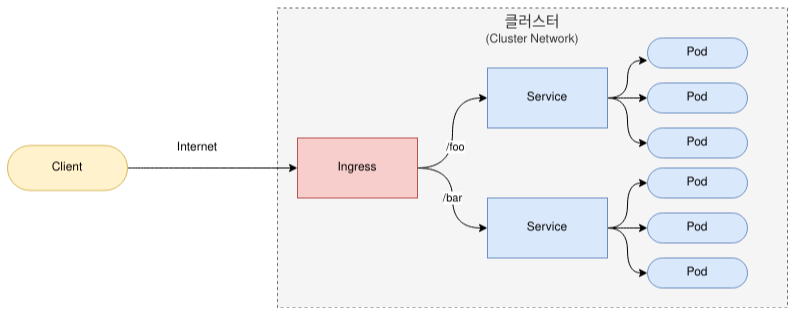 클러스터
(Cluster Network)
Client
Internet
Ingress
/foo
/bar
Service
Pod
Pod
Pod
Service
Pod
Pod
Pod